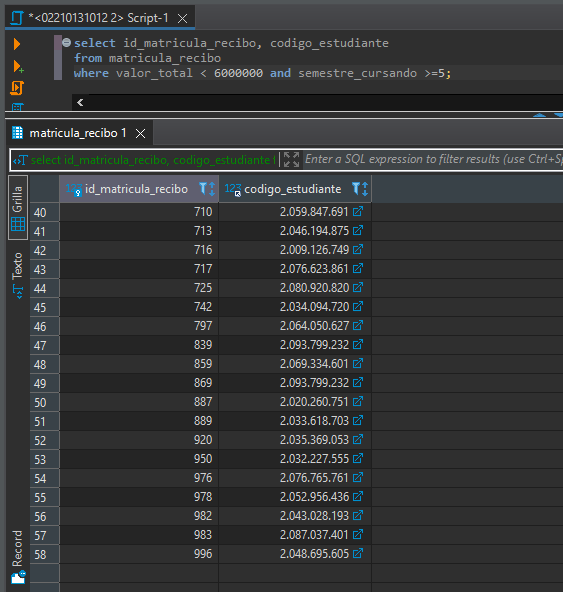 *<02210131012 2> Script-1
select id_matricula_recibo, codigo_estudiante
from matricula_recibo
where valor_total < 6000000 and semestre_cursando >=5;
matricula_recibo 1
select id_matricula_recibo, codigo_estudiante f
Enter a SQL expression to filter results (use Ctrl+Sp
Grilla
Texto
Record
123 id_matricula_recibo 123 codigo_estudiante
40 710 2.059.847.691
41 713 2.046.194.875
42 716 2.009.126.749
43 717 2.076.623.861
44 725 2.080.920.820
45 742 2.034.094.720
46 797 2.064.050.627
47 839 2.093.799.232
48 859 2.069.334.601
49 869 2.093.799.232
50 887 2.020.260.751
51 889 2.033.618.703
52 920 2.035.369.053
53 950 2.032.227.555
54 976 2.076.765.761
55 978 2.052.956.436
56 982 2.043.028.193
57 983 2.087.037.401
58 996 2.048.695.605